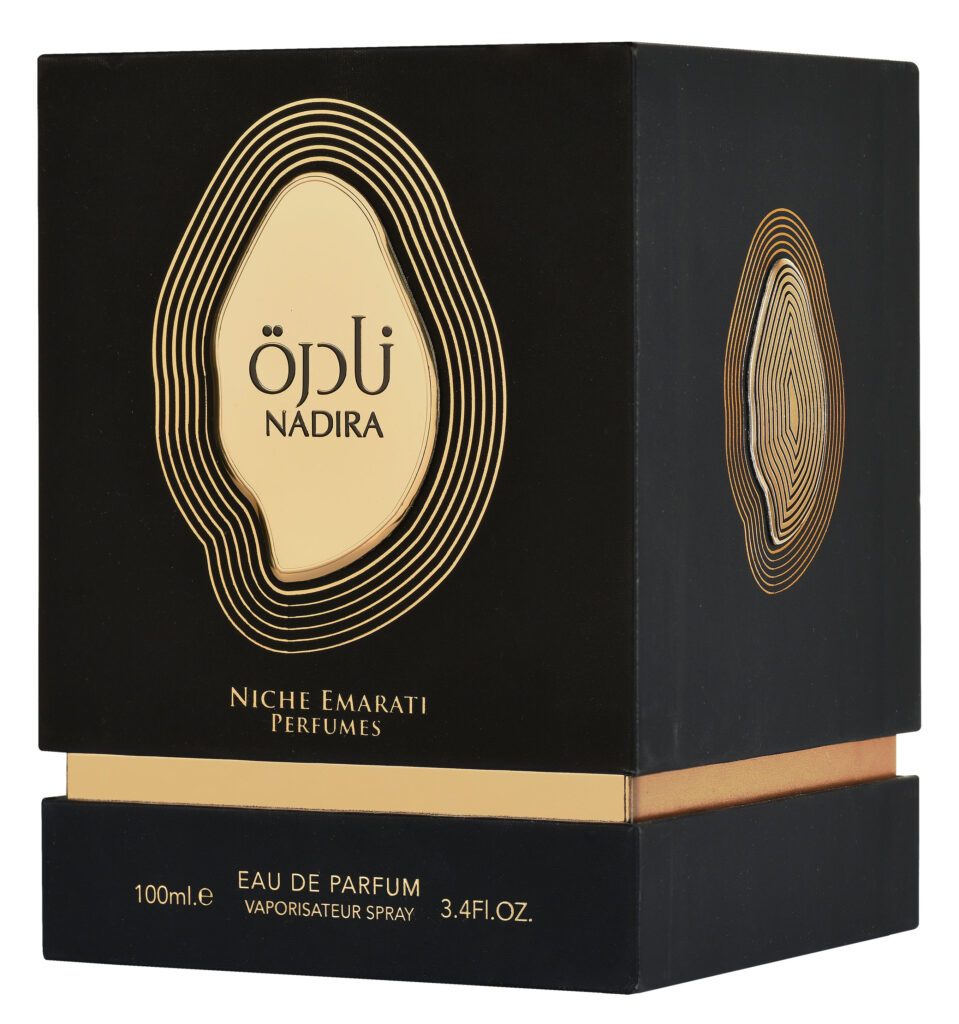 نادرة
NADIRA
NICHE EMARATI
PERFUMES
100ml.e
EAU DE PARFUM
VAPORISATEUR SPRAY
3.4Fl.OZ.